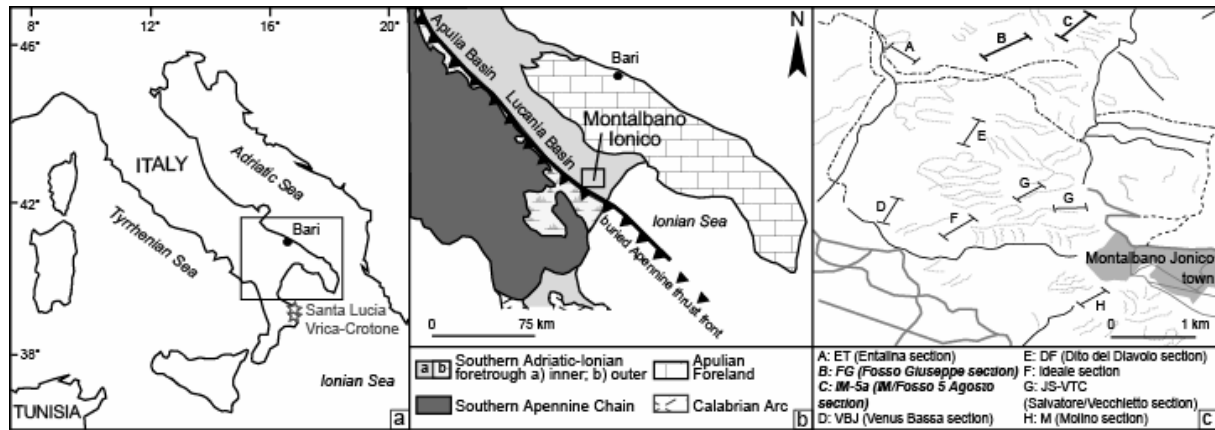 8° 12° 16° 20°
46°
42°
38°
ITALY
Adriatic Sea
Tyrrhenian Sea
Bari
Santa Lucia
Vrica-Crotone
Ionian Sea
TUNISIA
a
N
Apulia Basin
Bari
Lucania Basin
Montalbano
Ionico
Ionian Sea
buried Apennine thrust front
0 75 km
a b Southern Adriatic-Ionian
foretrough a) inner; b) outer
Apulian
Foreland
Southern Apennine Chain
Calabrian Arc
b
A
B
C
E
G
G
D
F
Montalbano Jonico
town
H
0 1 km
A: ET (Entalina section)
B: FG (Fosso Giuseppe section)
C: IM-5a (IM/Fosso 5 Agosto
section)
D: VBJ (Venus Bassa section)
E: DF (Dito del Diavolo section)
F: Ideale section
G: JS-VTC
(Salvatore/Vecchietto section)
H: M (Molino section)
c